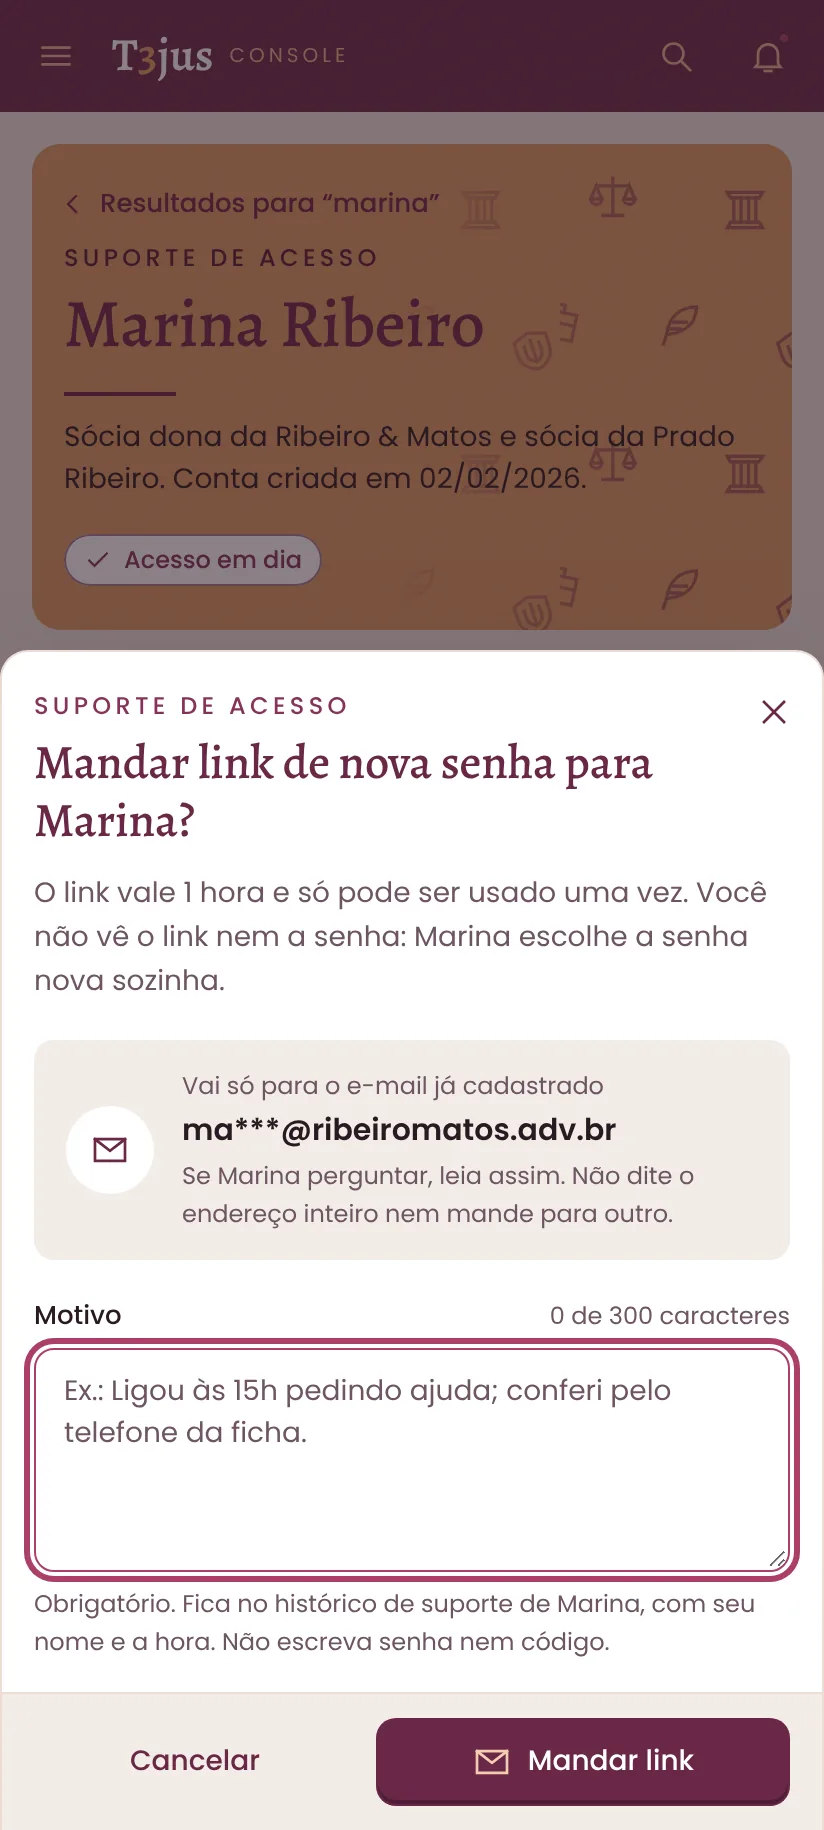 T3jus CONSOLE
Resultados para “marina”
SUPORTE DE ACESSO
Marina Ribeiro
Sócia dona da Ribeiro & Matos e sócia da Prado
Ribeiro. Conta criada em 02/02/2026.
Acesso em dia
SUPORTE DE ACESSO
Mandar link de nova senha para
Marina?
O link vale 1 hora e só pode ser usado uma vez. Você
não vê o link nem a senha: Marina escolhe a senha
nova sozinha.
Vai só para o e-mail já cadastrado
ma***@ribeiromatos.adv.br
Se Marina perguntar, leia assim. Não dite o
endereço inteiro nem mande para outro.
Motivo
0 de 300 caracteres
Ex.: Ligou às 15h pedindo ajuda; conferi pelo
telefone da ficha.
Obrigatório. Fica no histórico de suporte de Marina, com seu
nome e a hora. Não escreva senha nem código.
Cancelar
Mandar link